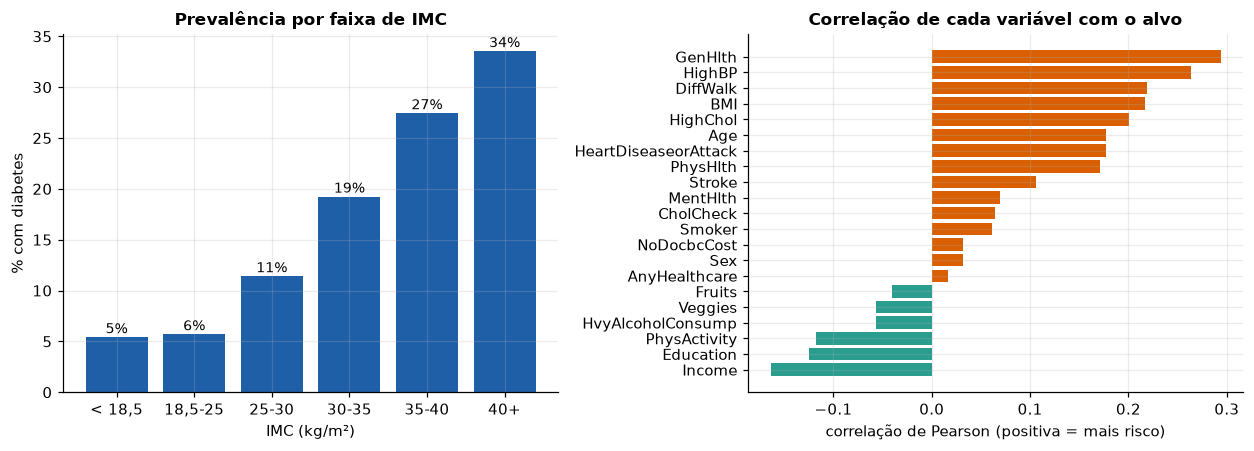 Prevalência por faixa de IMC
% com diabetes
35
30
25
20
15
10
5
0
5%
6%
11%
19%
27%
34%
< 18,5
18,5-25
25-30
30-35
35-40
40+
IMC (kg/m²)
Correlação de cada variável com o alvo
GenHlth
HighBP
DiffWalk
BMI
HighChol
Age
HeartDiseaseorAttack
PhysHlth
Stroke
MentHlth
CholCheck
Smoker
NoDocbcCost
Sex
AnyHealthcare
Fruits
Veggies
HvyAlcoholConsump
PhysActivity
Education
Income
−0.1
0.0
0.1
0.2
0.3
correlação de Pearson (positiva = mais risco)